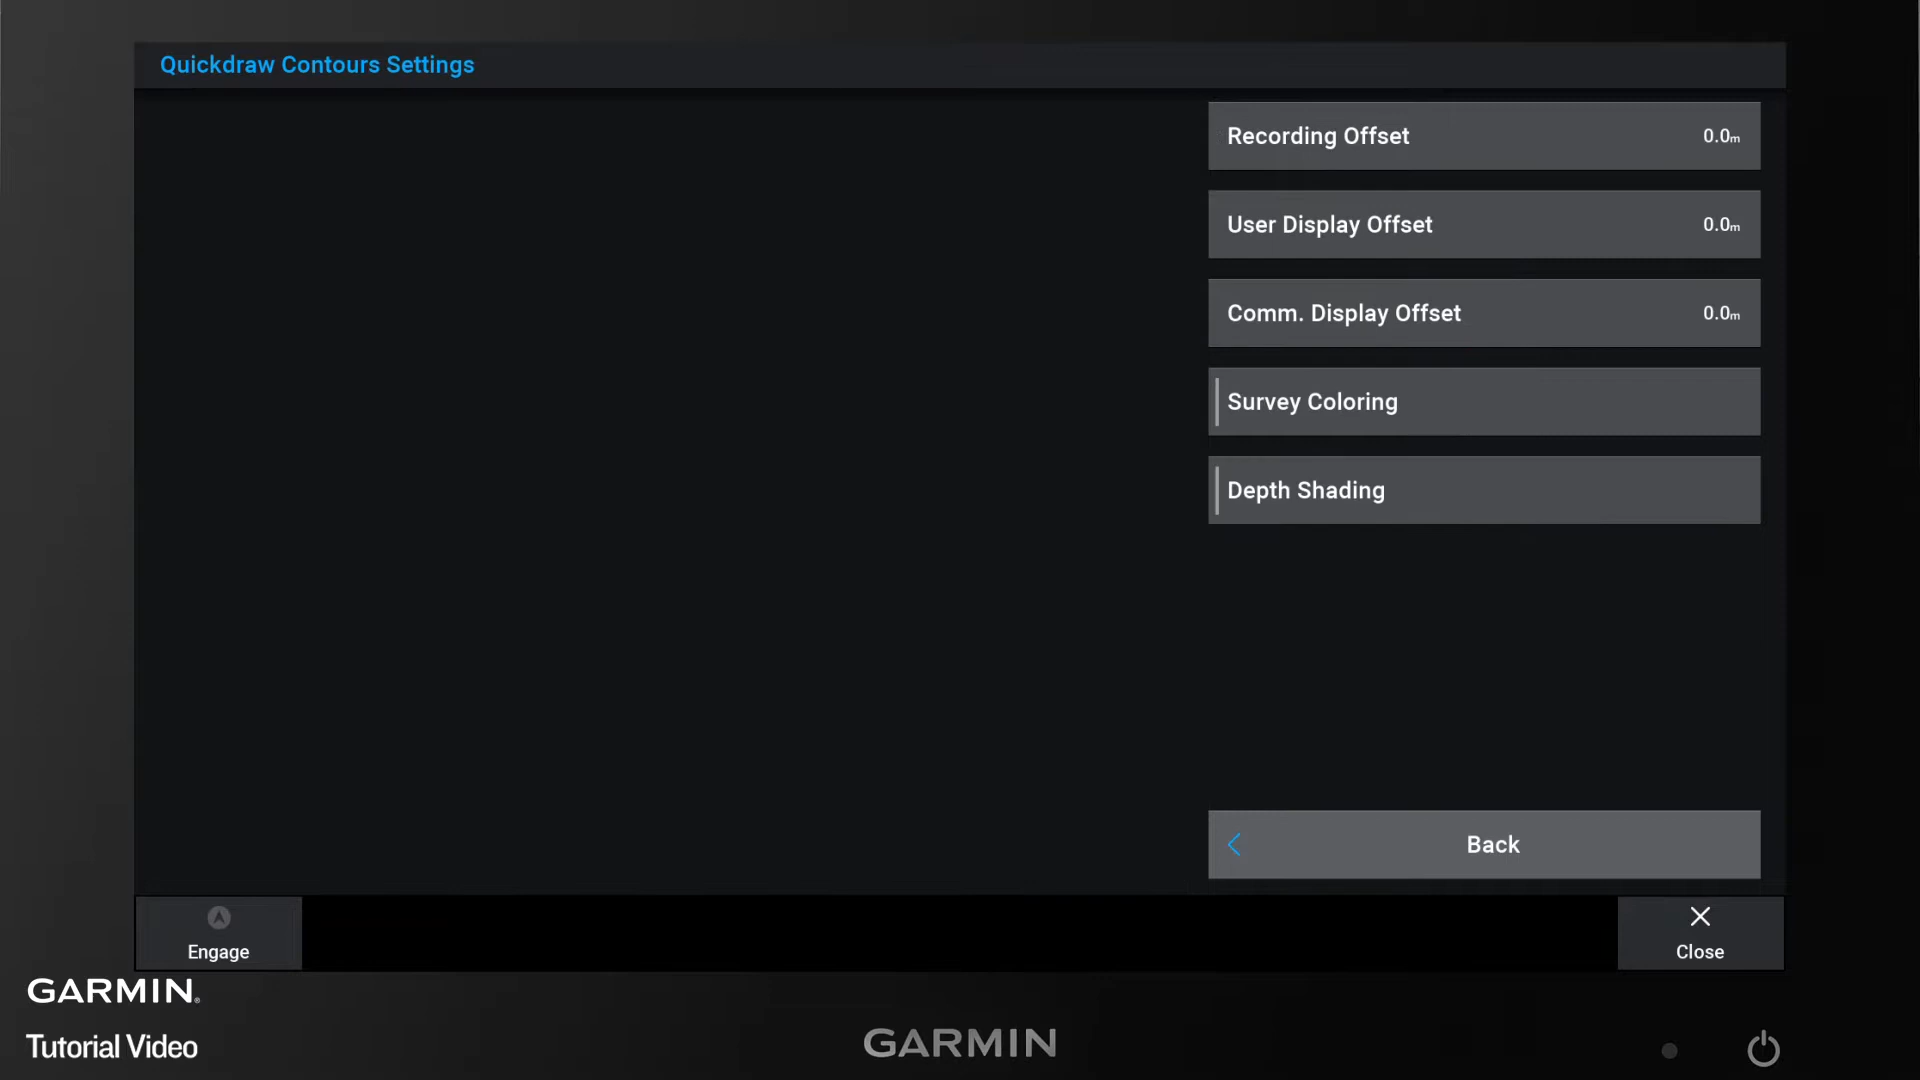 Quickdraw Contours Settings
Recording Offset 0.0m
User Display Offset 0.0m
Comm. Display Offset 0.0m
Survey Coloring
Depth Shading
Back
Engage
Close
GARMIN®
Tutorial Video
GARMIN